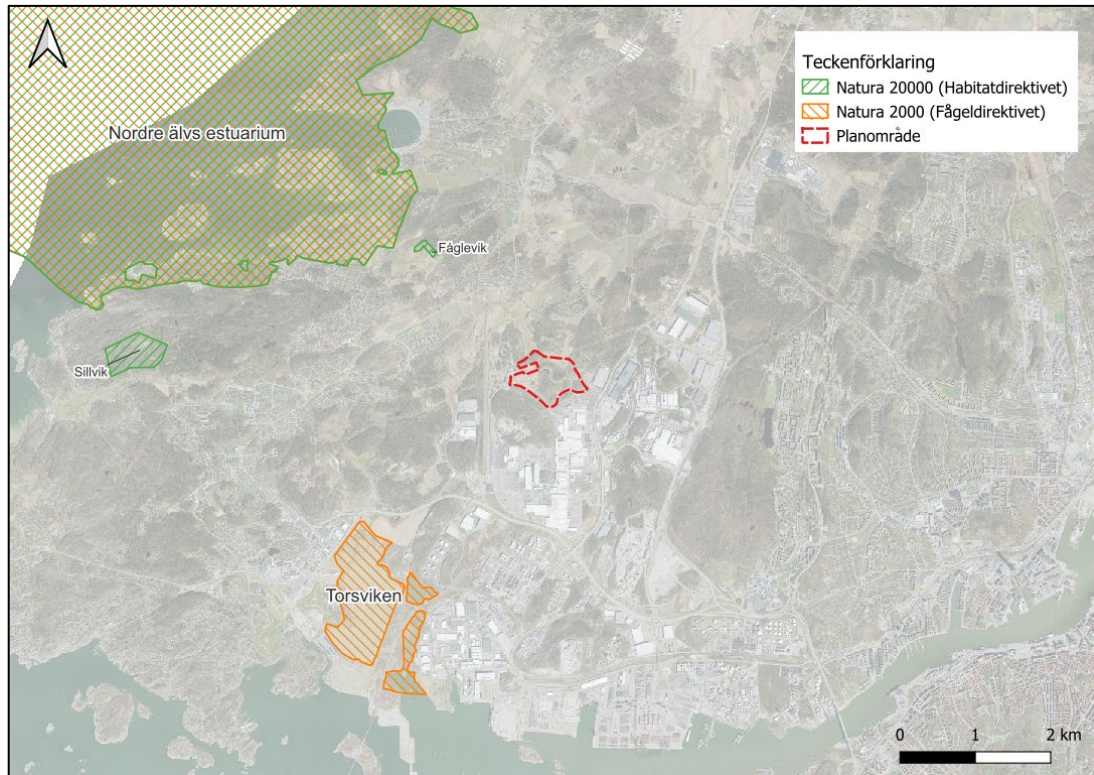 Teckenförklaring
Natura 20000 (Habitatdirektivet)
Natura 2000 (Fågeldirektivet)
Planområde
Nordre älvs estuarium
Fåglevik
Sillvik
Torsviken
0 1 2 km